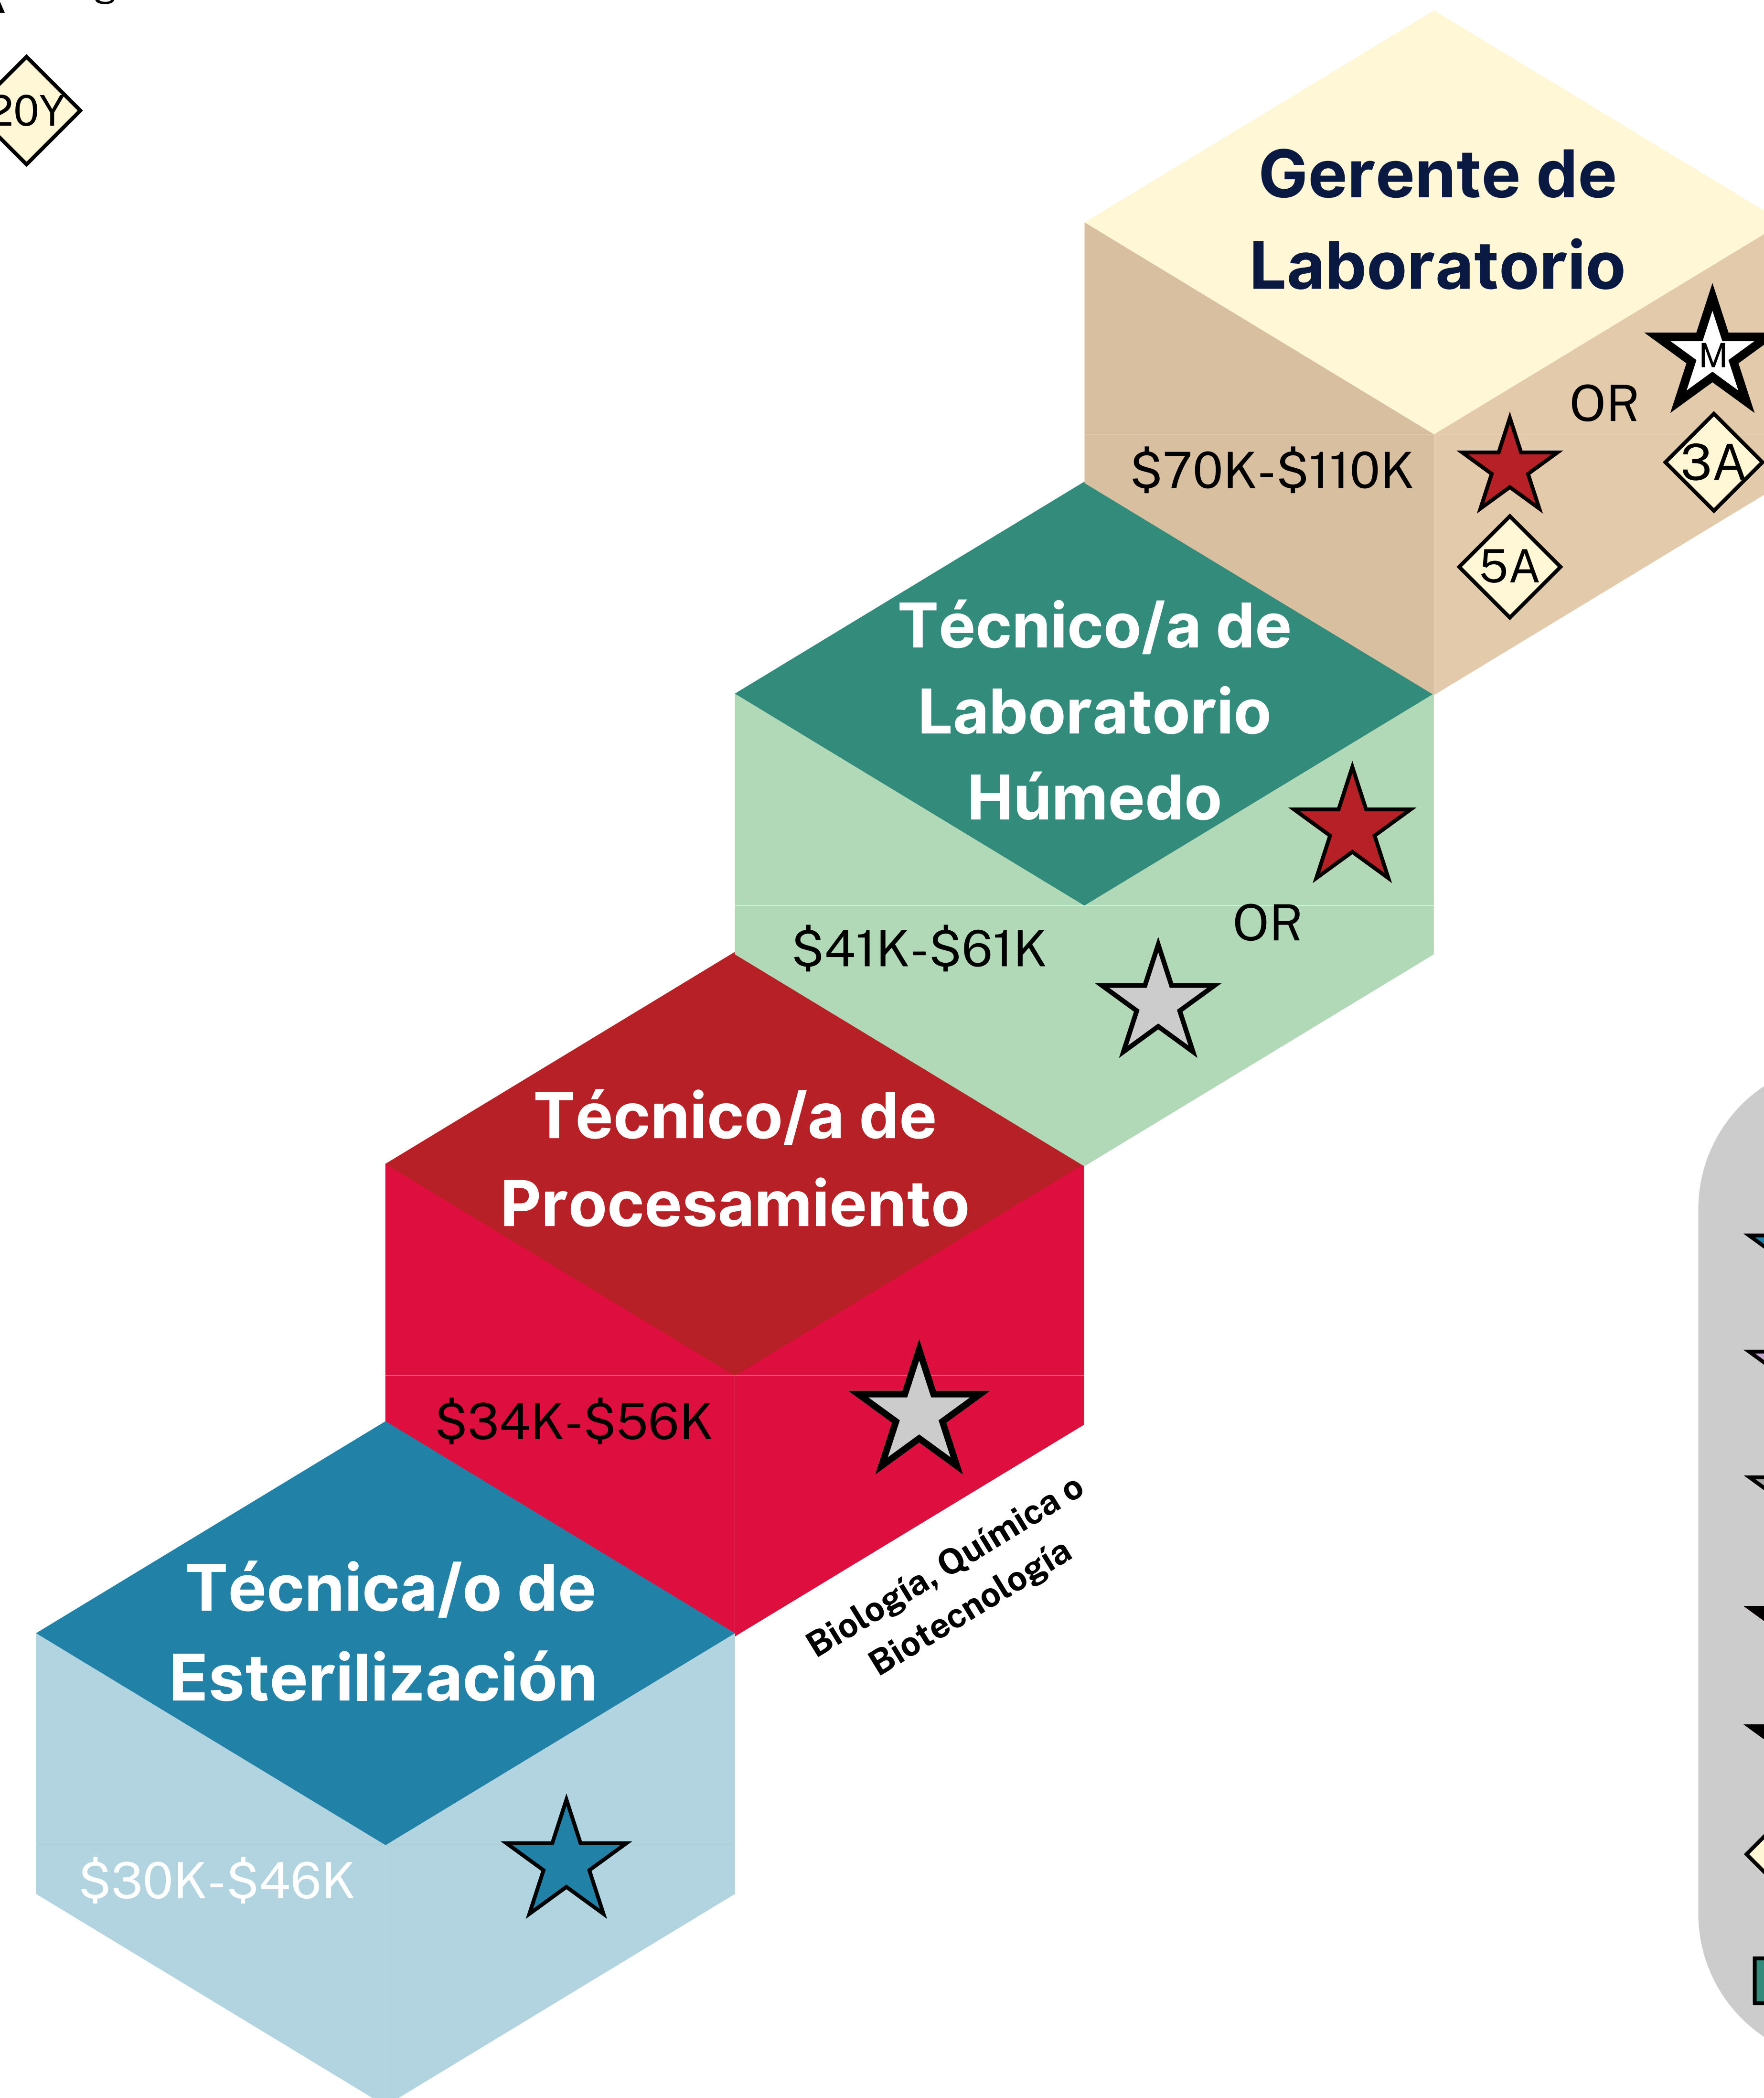 20Y
Gerente de
Laboratorio
M
OR
3A
$70K-$110K
5A
Técnico/a de
Laboratorio
Húmedo
OR
$41K-$61K
Técnico/a de
Procesamiento
$34K-$56K
Biología, Química o
Biotecnología
Técnica/o de
Esterilización
$30K-$46K